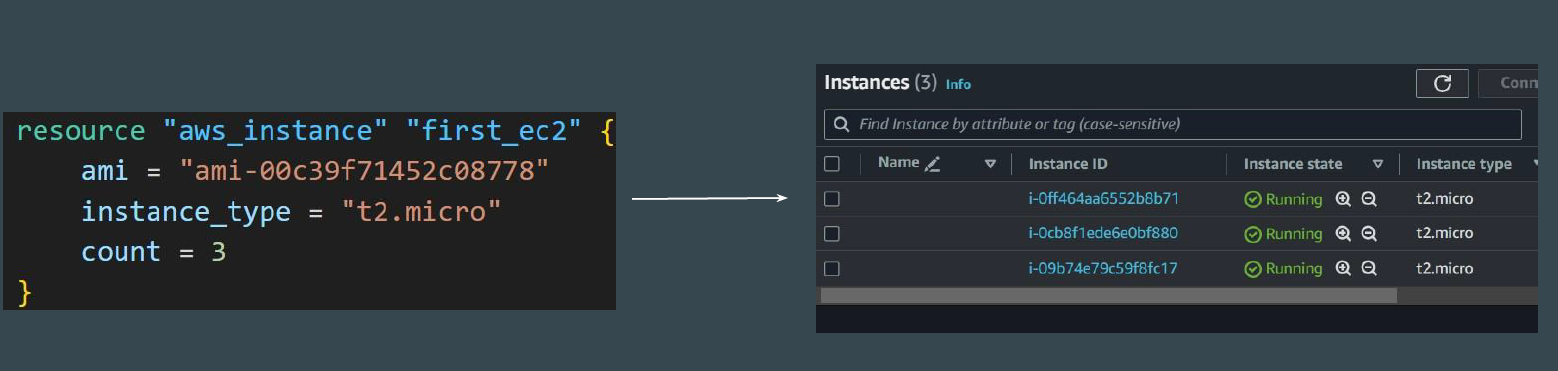 resource "aws_instance" "first_ec2" {
    ami = "ami-00c39f71452c08778"
    instance_type = "t2.micro"
    count = 3
}
Instances (3) Info
Find Instance by attribute or tag (case-sensitive)
Name Instance ID Instance state Instance type
i-0ff464aa6552b8b71 Running t2.micro
i-0cb8f1ede6e0bf880 Running t2.micro
i-09b74e79c59f8fc17 Running t2.micro